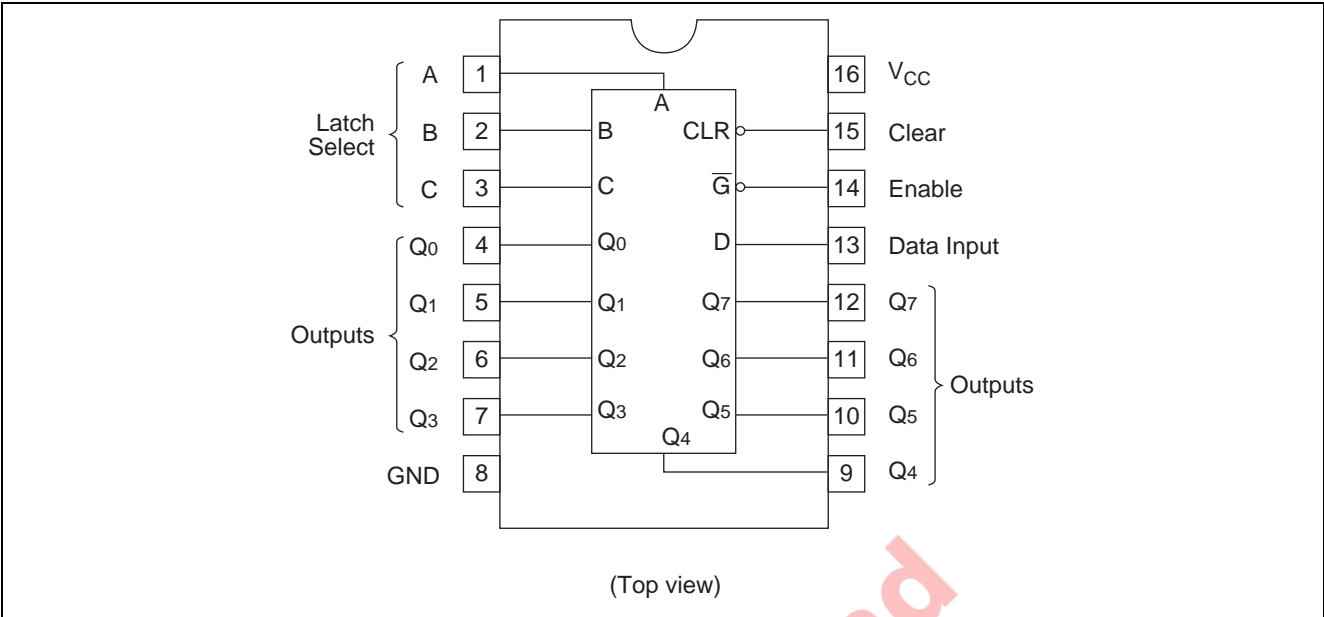 A 1 16 VCC
A
Latch Select B 2 B CLR 15 Clear
C 3 C G 14 Enable
Q0 4 Q0 D 13 Data Input
Q1 5 Q1 Q7 12 Q7
Outputs Q2 6 Q2 Q6 11 Q6 Outputs
Q3 7 Q3 Q5 10 Q5
Q4
GND 8 9 Q4
(Top view)